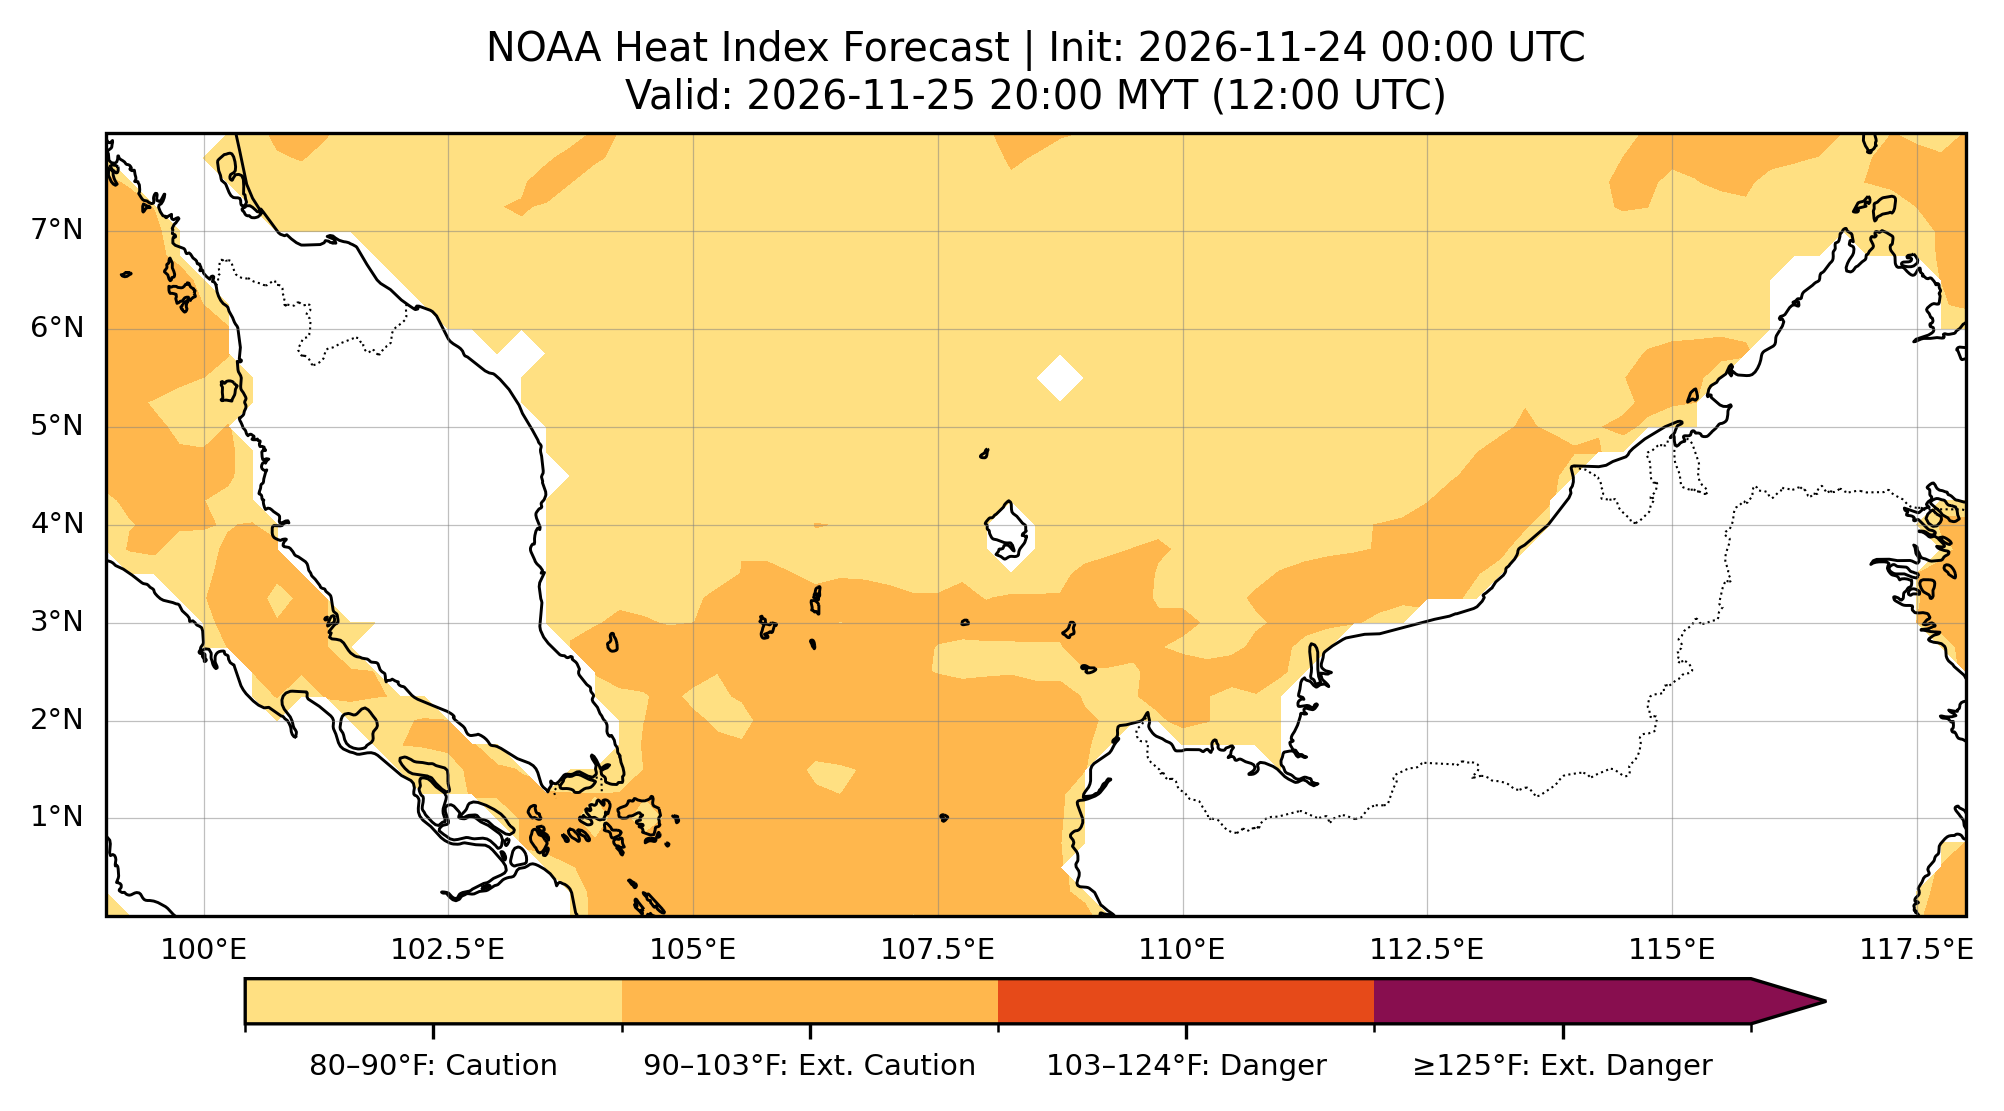 NOAA Heat Index Forecast | Init: 2026-11-24 00:00 UTC
Valid: 2026-11-25 20:00 MYT (12:00 UTC)
7°N
6°N
5°N
4°N
3°N
2°N
1°N
100°E
102.5°E
105°E
107.5°E
110°E
112.5°E
115°E
117.5°E
80–90°F: Caution
90–103°F: Ext. Caution
103–124°F: Danger
≥125°F: Ext. Danger